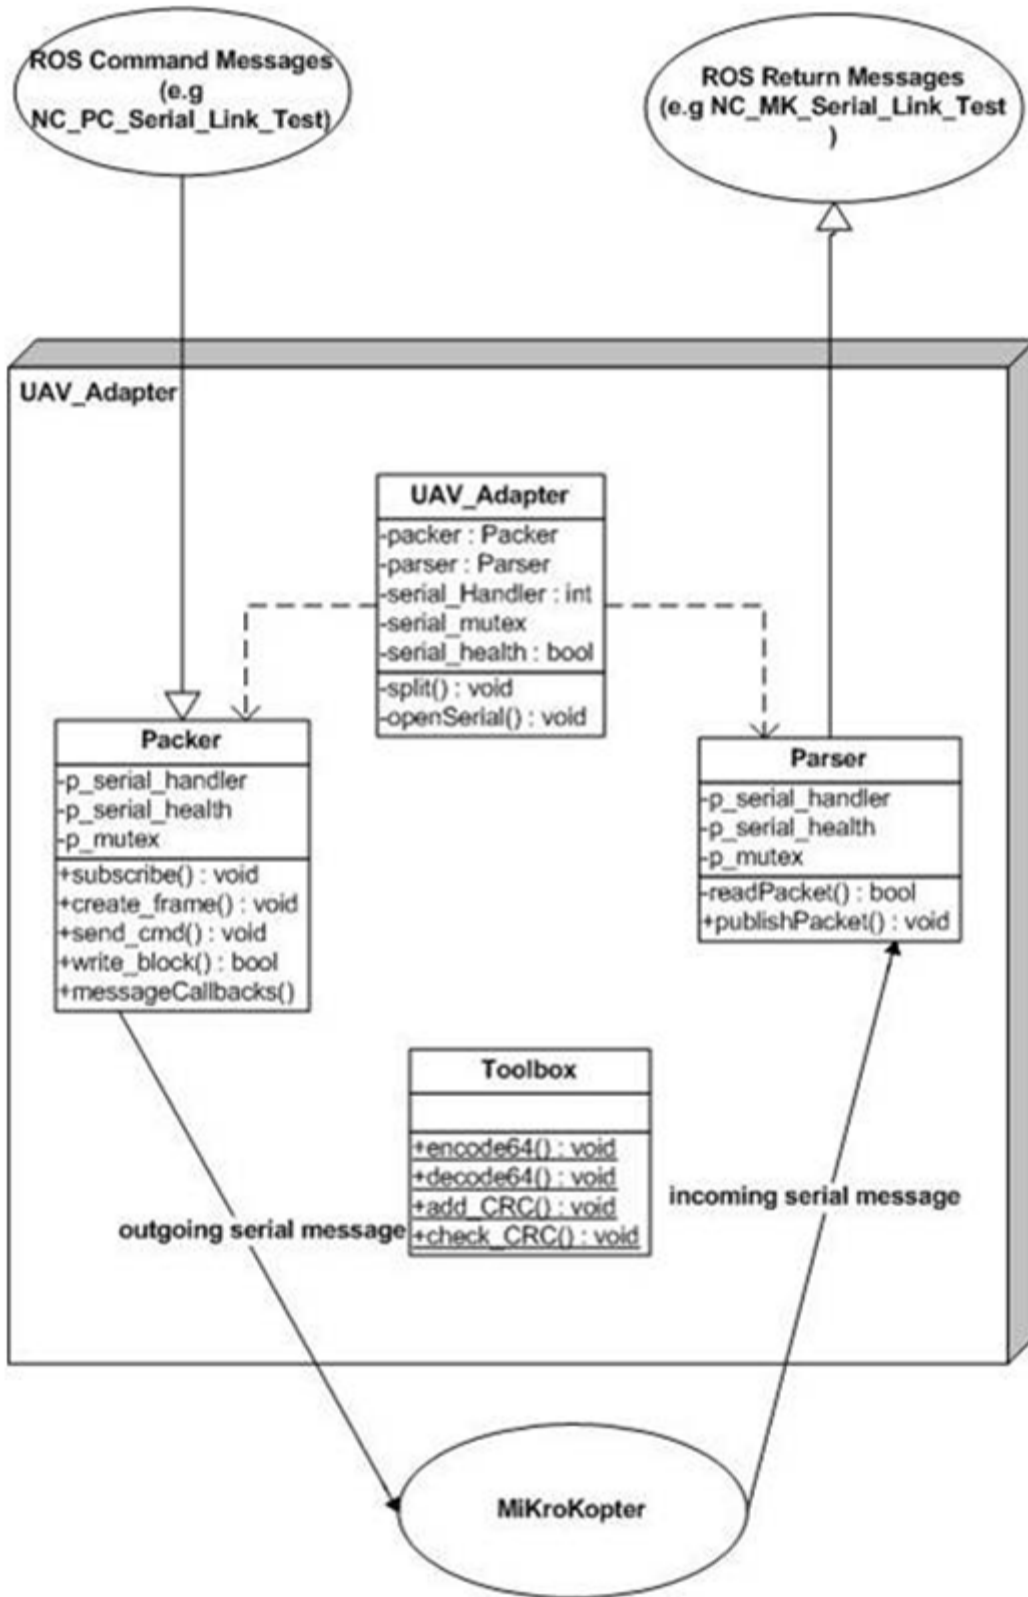 ROS Command Messages
(e.g
NC_PC_Serial_Link_Test)
ROS Return Messages
(e.g NC_MK_Serial_Link_Test
)
UAV_Adapter
UAV_Adapter
-packer : Packer
-parser : Parser
-serial_Handler : int
-serial_mutex
-serial_health : bool
-split() : void
-openSerial() : void
Packer
-p_serial_handler
-p_serial_health
-p_mutex
+subscribe() : void
+create_frame() : void
+send_cmd() : void
+write_block() : bool
+messageCallbacks()
Parser
-p_serial_handler
-p_serial_health
-p_mutex
-readPacket() : bool
+publishPacket() : void
Toolbox
+encode64() : void
+decode64() : void
+add_CRC() : void
+check_CRC() : void
outgoing serial message
incoming serial message
MiKroKopter